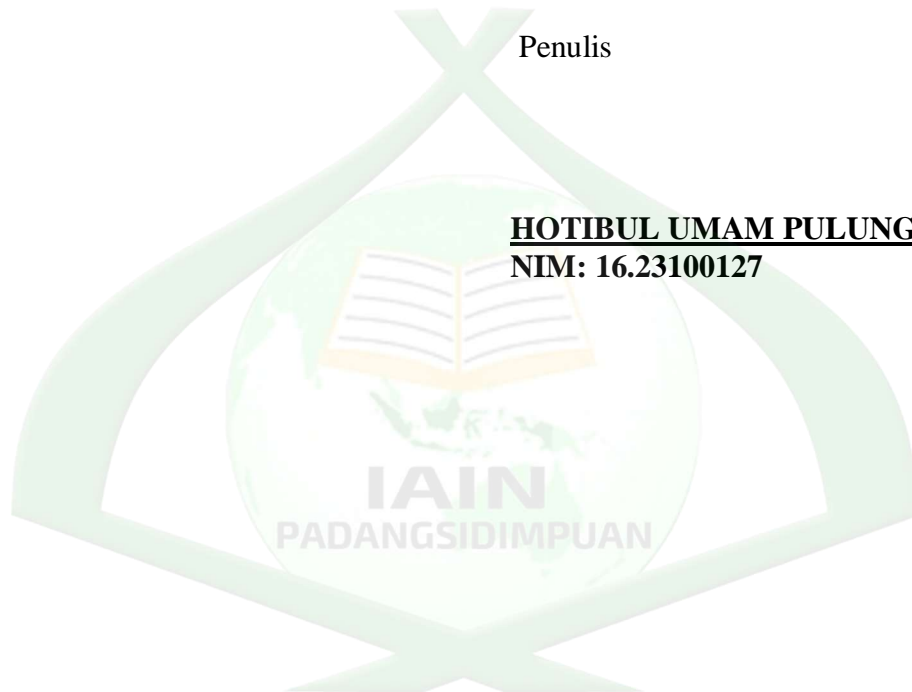 Penulis
HOTIBUL UMAM PULUNG
NIM: 16.23100127
IAIN
PADANGSIDIMPUAN